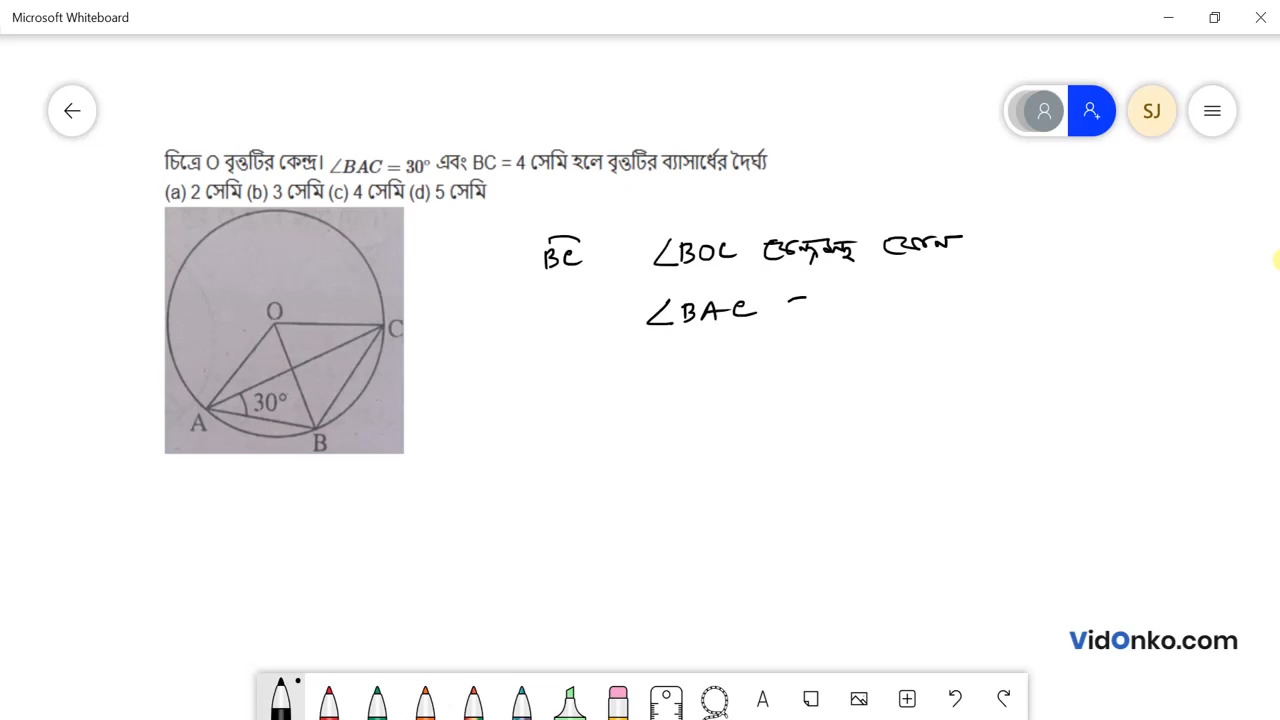 Microsoft Whiteboard
SJ
চিত্রে O বৃত্তটির কেন্দ্র। ∠BAC = 30° এবং BC = 4 সেমি হলে বৃত্তটির ব্যাসার্ধের দৈর্ঘ্য
(a) 2 সেমি (b) 3 সেমি (c) 4 সেমি (d) 5 সেমি
BC ∠BOC কেন্দ্রস্থ কোন
∠BAC
O
C
30°
A
B
VidOnko.com
A